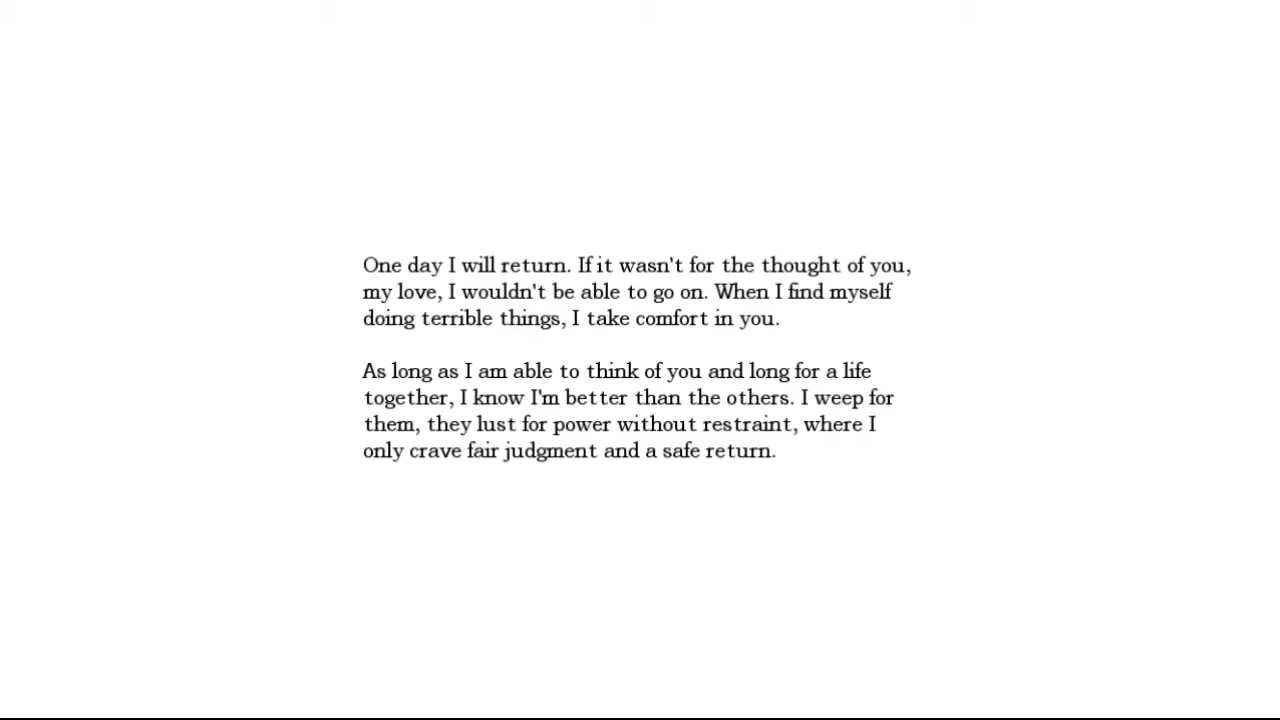 One day I will return. If it wasn't for the thought of you,
my love, I wouldn't be able to go on. When I find myself
doing terrible things, I take comfort in you.
As long as I am able to think of you and long for a life
together, I know I'm better than the others. I weep for
them, they lust for power without restraint, where I
only crave fair judgment and a safe return.